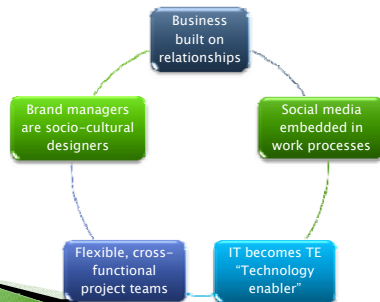 Business
built on
relationships
Social media
embedded in
work processes
IT becomes TE
“Technology
enabler”
Flexible, cross-
functional
project teams
Brand managers
are socio-cultural
designers